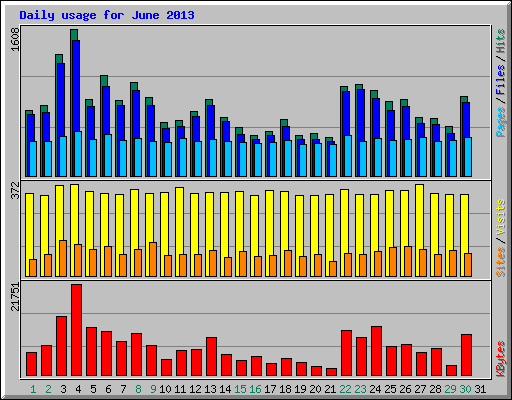 Daily usage for June 2013
1608
Pages / Files / Hits
372
Sites / Visits
21751
KBytes
1 2 3 4 5 6 7 8 9 10 11 12 13 14 15 16 17 18 19 20 21 22 23 24 25 26 27 28 29 30 31